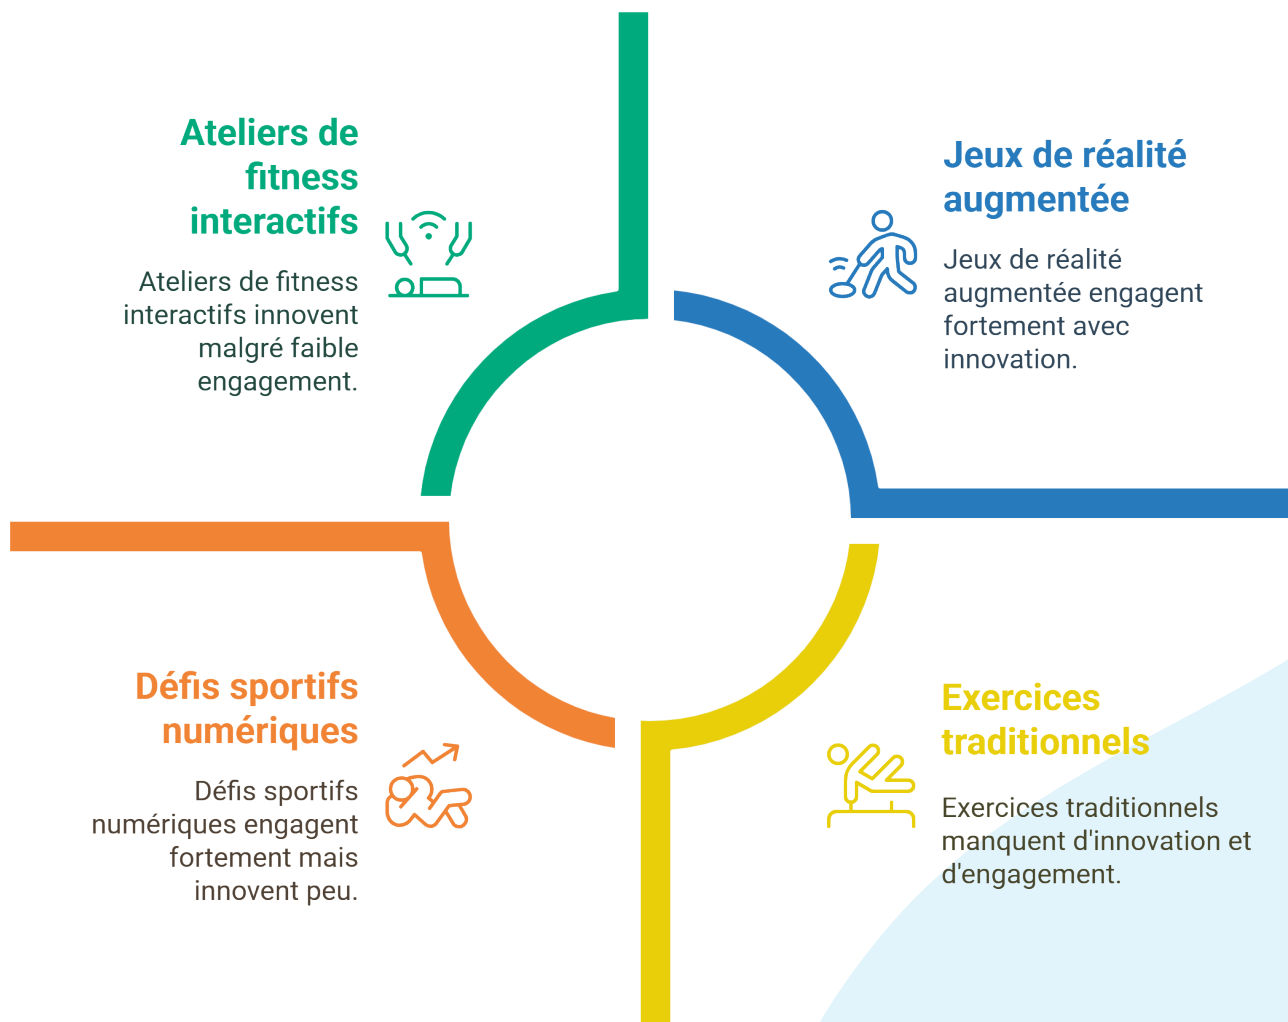 Ateliers de
fitness
interactifs
Ateliers de fitness
interactifs innovent
malgré faible
engagement.
Jeux de réalité
augmentée
Jeux de réalité
augmentée engagent
fortement avec
innovation.
Défis sportifs
numériques
Défis sportifs
numériques engagent
fortement mais
innovent peu.
Exercices
traditionnels
Exercices traditionnels
manquent d'innovation et
d'engagement.